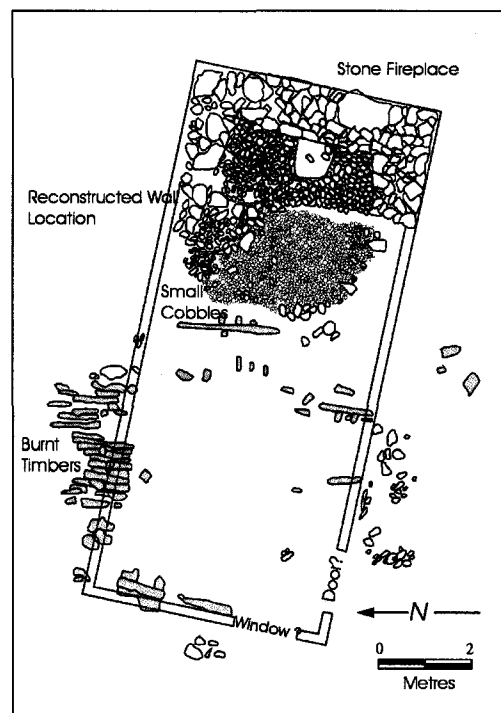 Stone Fireplace
Reconstructed Wall
Location
Small
Cobbles
Burnt
Timbers
Door?
Window ?
N
0 2
Metres